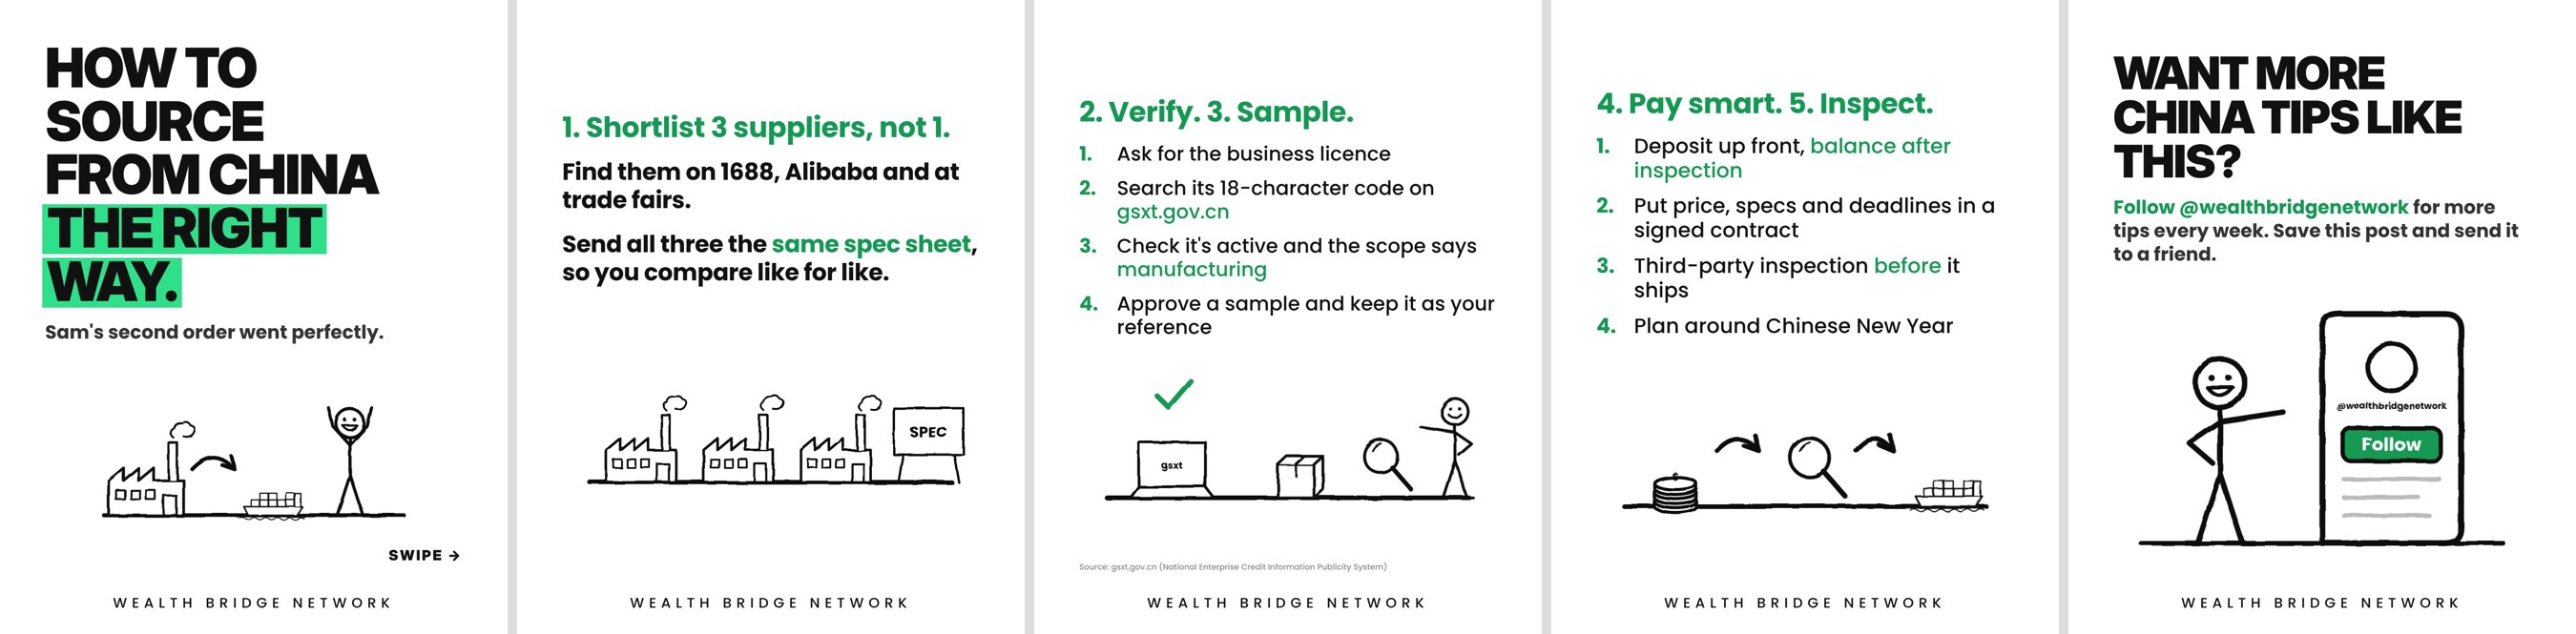 HOW TO
SOURCE
FROM CHINA
THE RIGHT
WAY.
Sam's second order went perfectly.
SWIPE →
WEALTH BRIDGE NETWORK
1. Shortlist 3 suppliers, not 1.
Find them on 1688, Alibaba and at
trade fairs.
Send all three the same spec sheet,
so you compare like for like.
SPEC
WEALTH BRIDGE NETWORK
2. Verify. 3. Sample.
1. Ask for the business licence
2. Search its 18-character code on
gsxt.gov.cn
3. Check it's active and the scope says
manufacturing
4. Approve a sample and keep it as your
reference
gsxt
Source: gsxt.gov.cn (National Enterprise Credit Information Publicity System)
WEALTH BRIDGE NETWORK
4. Pay smart. 5. Inspect.
1. Deposit up front, balance after
inspection
2. Put price, specs and deadlines in a
signed contract
3. Third-party inspection before it
ships
4. Plan around Chinese New Year
$
WEALTH BRIDGE NETWORK
WANT MORE
CHINA TIPS LIKE
THIS?
Follow @wealthbridgenetwork for more
tips every week. Save this post and send it
to a friend.
@wealthbridgenetwork
Follow
WEALTH BRIDGE NETWORK